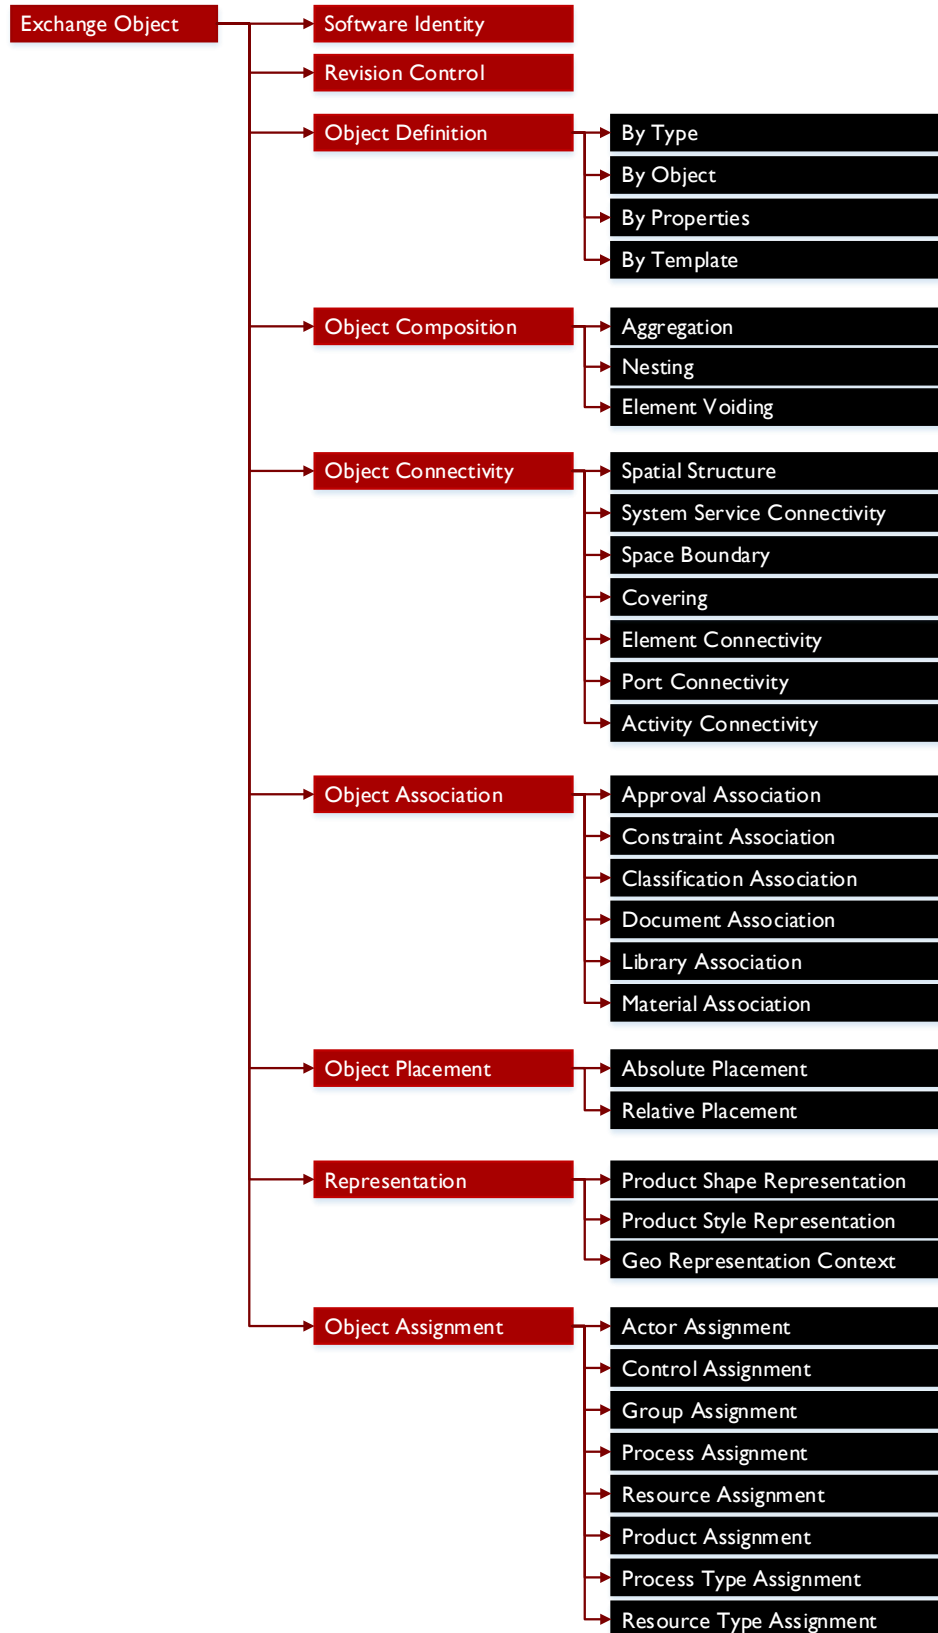 Exchange Object
Software Identity
Revision Control
Object Definition
By Type
By Object
By Properties
By Template
Object Composition
Aggregation
Nesting
Element Voiding
Object Connectivity
Spatial Structure
System Service Connectivity
Space Boundary
Covering
Element Connectivity
Port Connectivity
Activity Connectivity
Object Association
Approval Association
Constraint Association
Classification Association
Document Association
Library Association
Material Association
Object Placement
Absolute Placement
Relative Placement
Representation
Product Shape Representation
Product Style Representation
Geo Representation Context
Object Assignment
Actor Assignment
Control Assignment
Group Assignment
Process Assignment
Resource Assignment
Product Assignment
Process Type Assignment
Resource Type Assignment